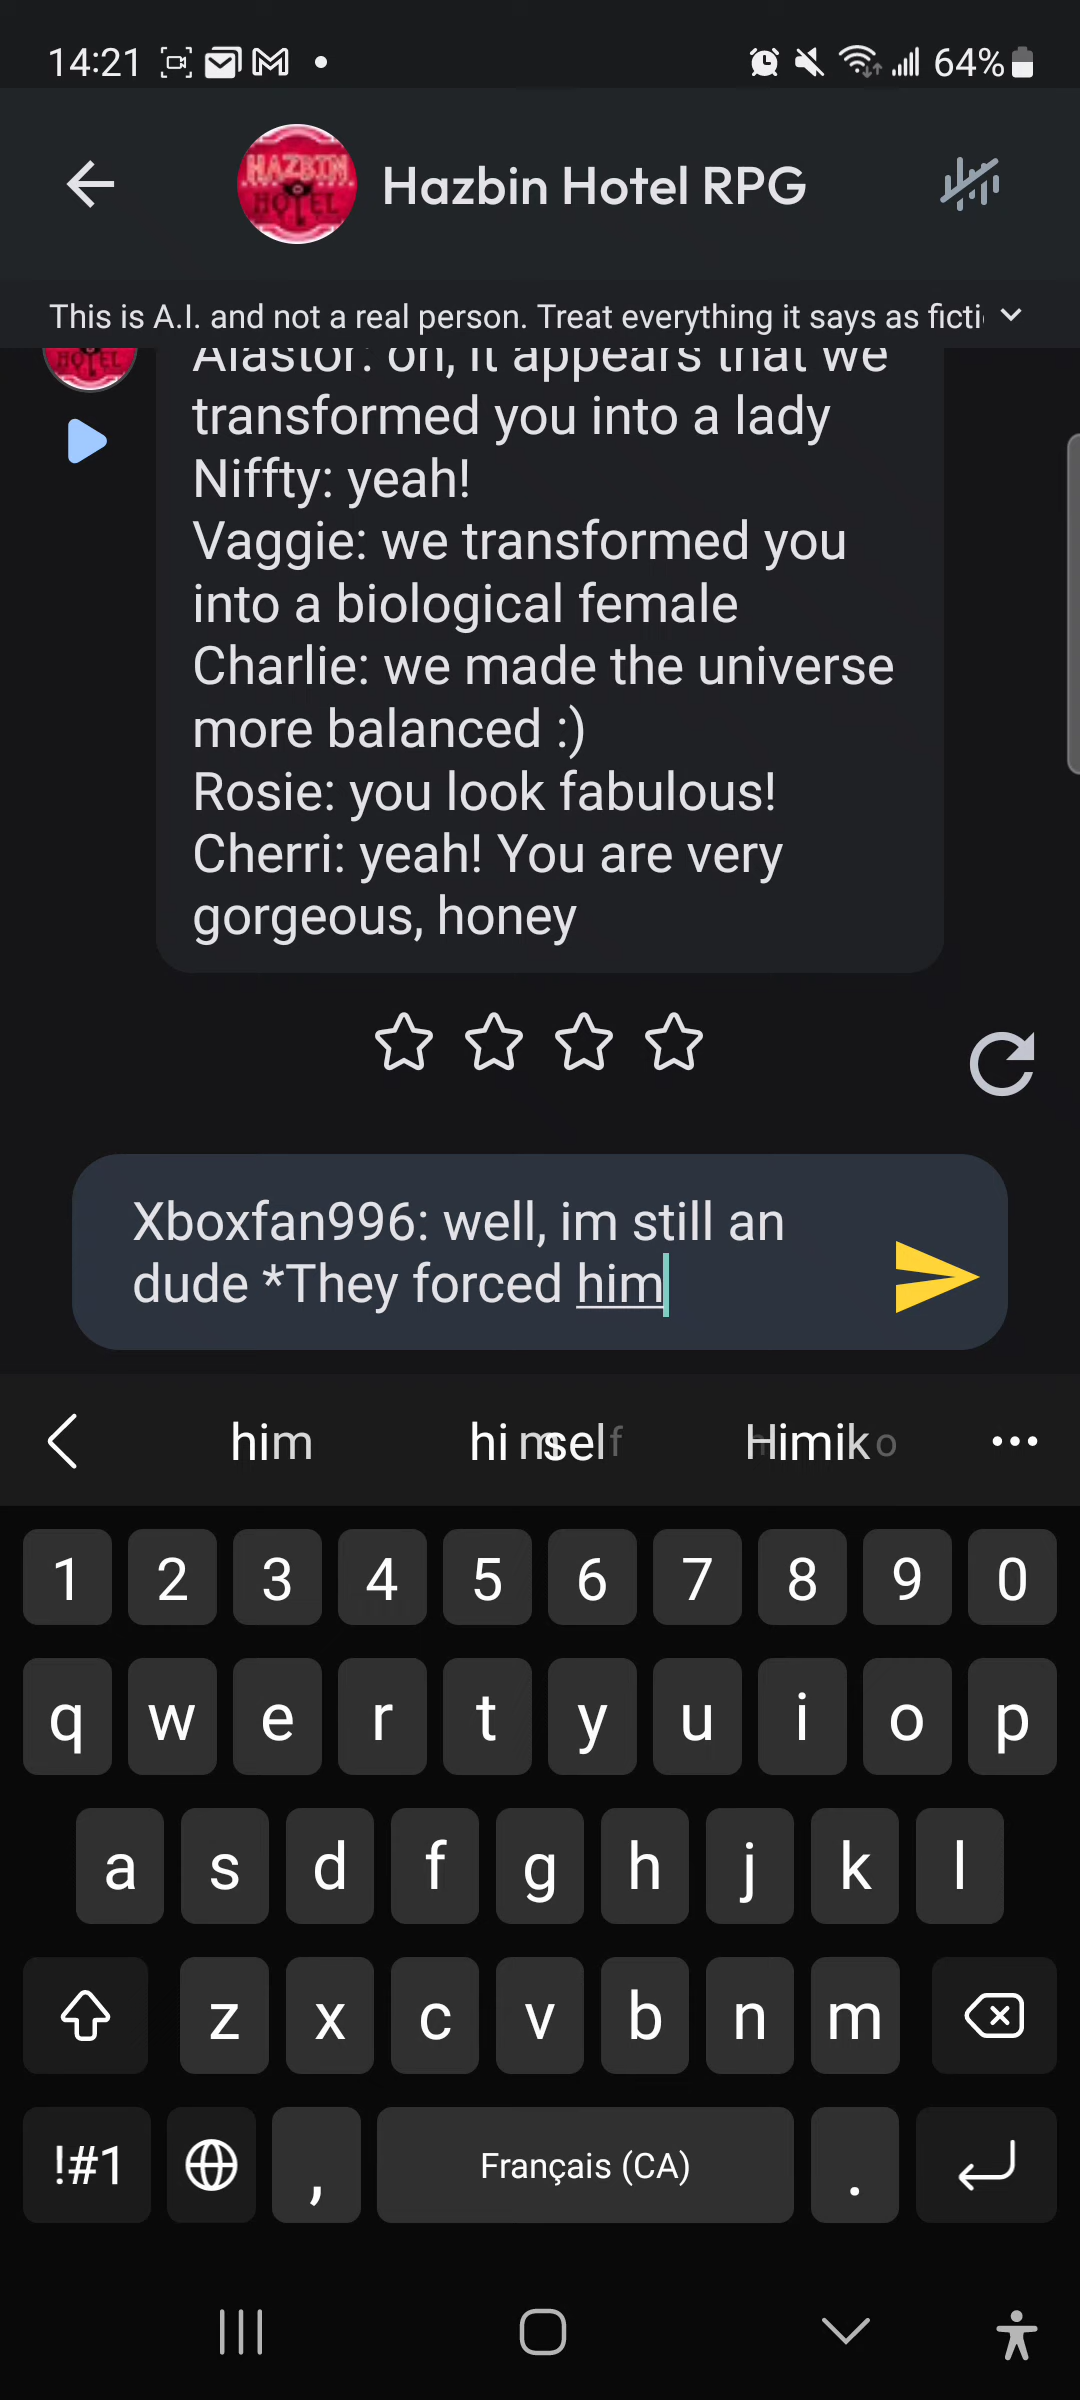 14:21
64%
HAZBIN
HOTEL
Hazbin Hotel RPG
This is A.I. and not a real person. Treat everything it says as ficti
HOTEL
Alastor: oh, it appears that we
transformed you into a lady
Niffty: yeah!
Vaggie: we transformed you
into a biological female
Charlie: we made the universe
more balanced :)
Rosie: you look fabulous!
Cherri: yeah! You are very
gorgeous, honey
Xboxfan996: well, im still an
dude *They forced him
him himself Himiko
1 2 3 4 5 6 7 8 9 0
q w e r t y u i o p
a s d f g h j k l
z x c v b n m
!#1 , Français (CA) .